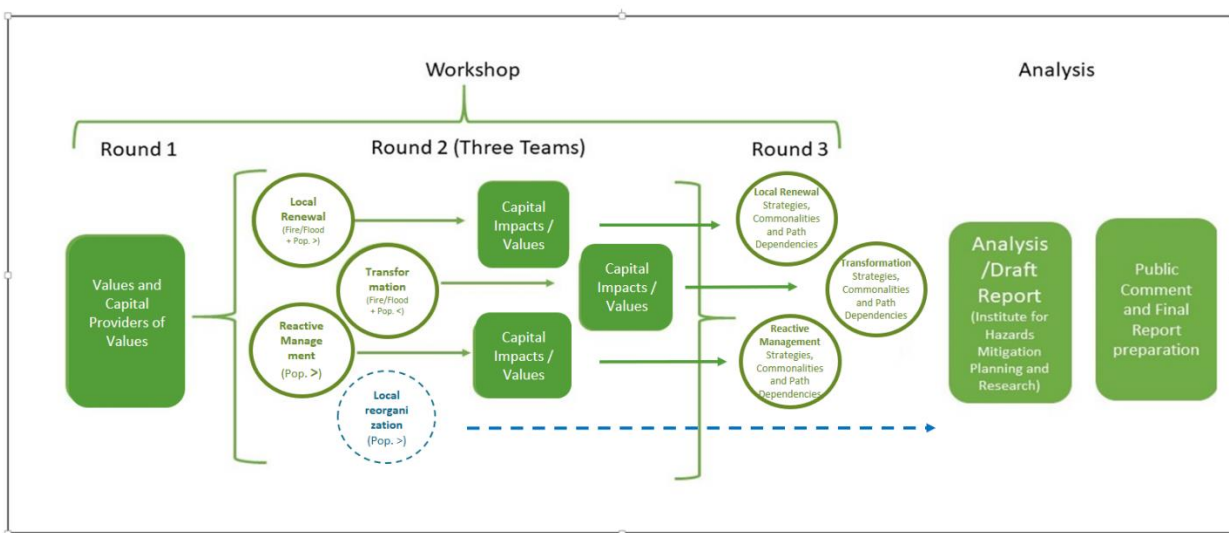 Workshop
Analysis
Round 1
Round 2 (Three Teams)
Round 3
Values and
Capital
Providers of
Values
Local
Renewal
(Fire/Flood
+ Pop. >)
Transfor
mation
(Fire/Flood
+ Pop. <)
Reactive
Manage
ment
(Pop. >)
Local
reorgani
zation
(Pop. >)
Capital
Impacts /
Values
Capital
Impacts /
Values
Capital
Impacts /
Values
Local Renewal
Strategies,
Commonalities
and Path
Dependencies
Transformation
Strategies,
Commonalities
and Path
Dependencies
Reactive
Management
Strategies,
Commonalities
and Path
Dependencies
Analysis
/Draft
Report
(Institute for
Hazards
Mitigation
Planning and
Research)
Public
Comment
and Final
Report
preparation